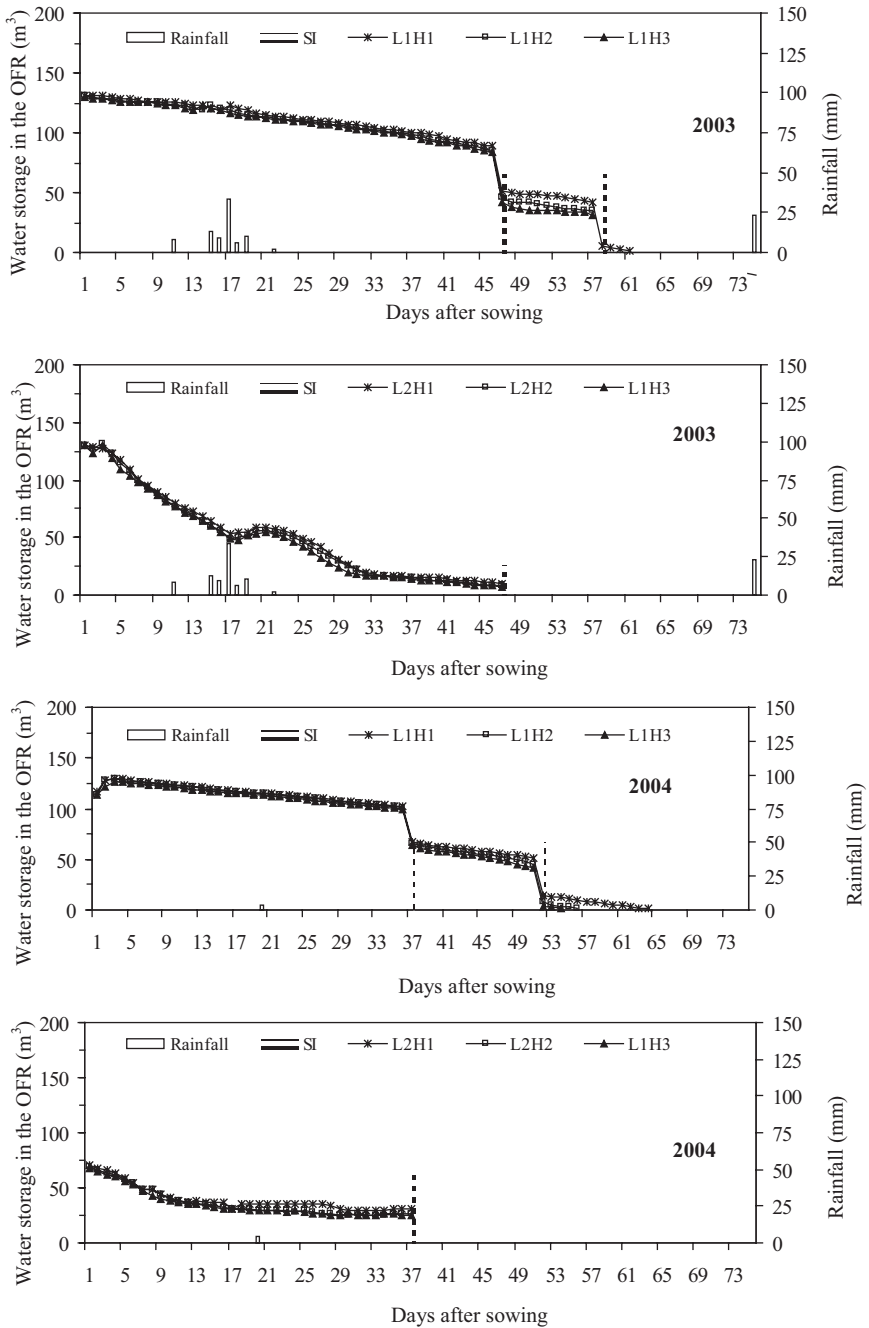 Water storage in the OFR (m³)
200
150
100
50
0
Rainfall SI L1H1 L1H2 L1H3
2003
150
125
100
75
50
25
0
Rainfall (mm)
1 5 9 13 17 21 25 29 33 37 41 45 49 53 57 61 65 69 73
Days after sowing
Water storage in the OFR (m³)
200
150
100
50
0
Rainfall SI L2H1 L2H2 L1H3
2003
150
125
100
75
50
25
0
Rainfall (mm)
1 5 9 13 17 21 25 29 33 37 41 45 49 53 57 61 65 69 73
Days after sowing
Water storage in the OFR (m³)
200
150
100
50
0
Rainfall SI L1H1 L1H2 L1H3
2004
150
125
100
75
50
25
0
Rainfall (mm)
1 5 9 13 17 21 25 29 33 37 41 45 49 53 57 61 65 69 73
Days after sowing
Water storage in the OFR (m³)
200
150
100
50
0
Rainfall SI L2H1 L2H2 L1H3
2004
150
125
100
75
50
25
0
Rainfall (mm)
1 5 9 13 17 21 25 29 33 37 41 45 49 53 57 61 65 69 73
Days after sowing